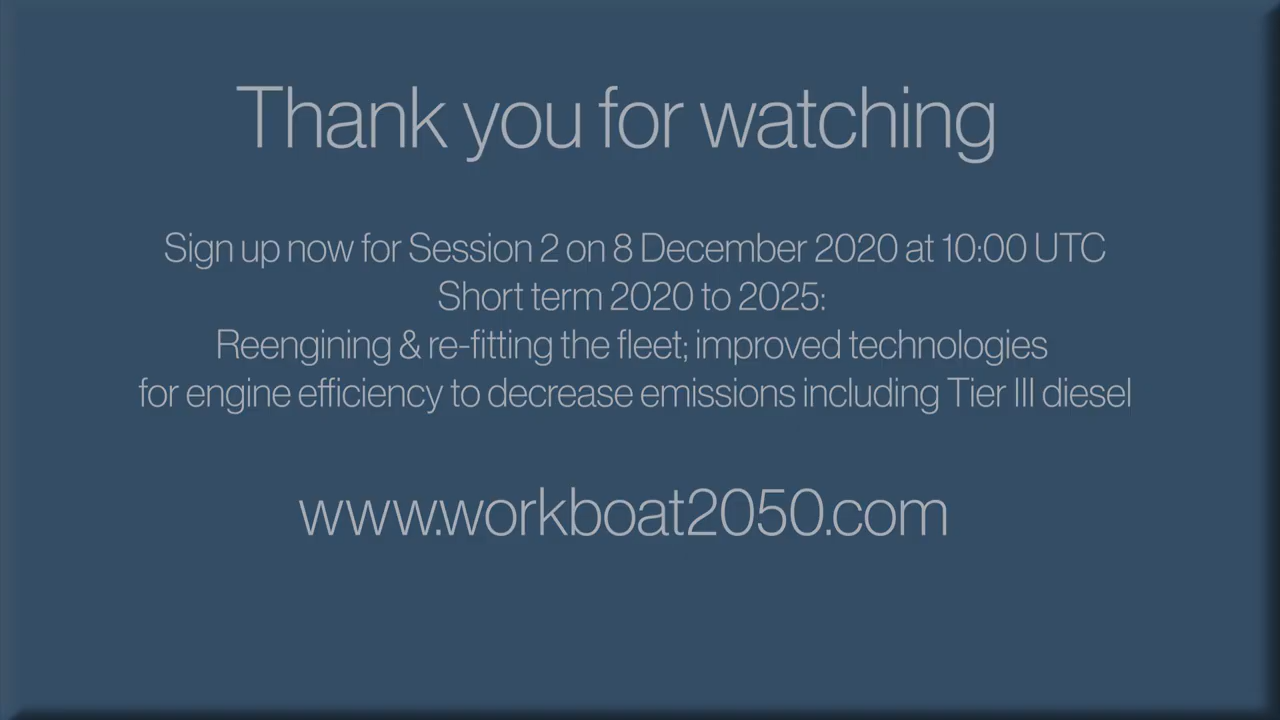 Thank you for watching
Sign up now for Session 2 on 8 December 2020 at 10:00 UTC
Short term 2020 to 2025:
Reengining & re-fitting the fleet; improved technologies
for engine efficiency to decrease emissions including Tier III diesel
www.workboat2050.com